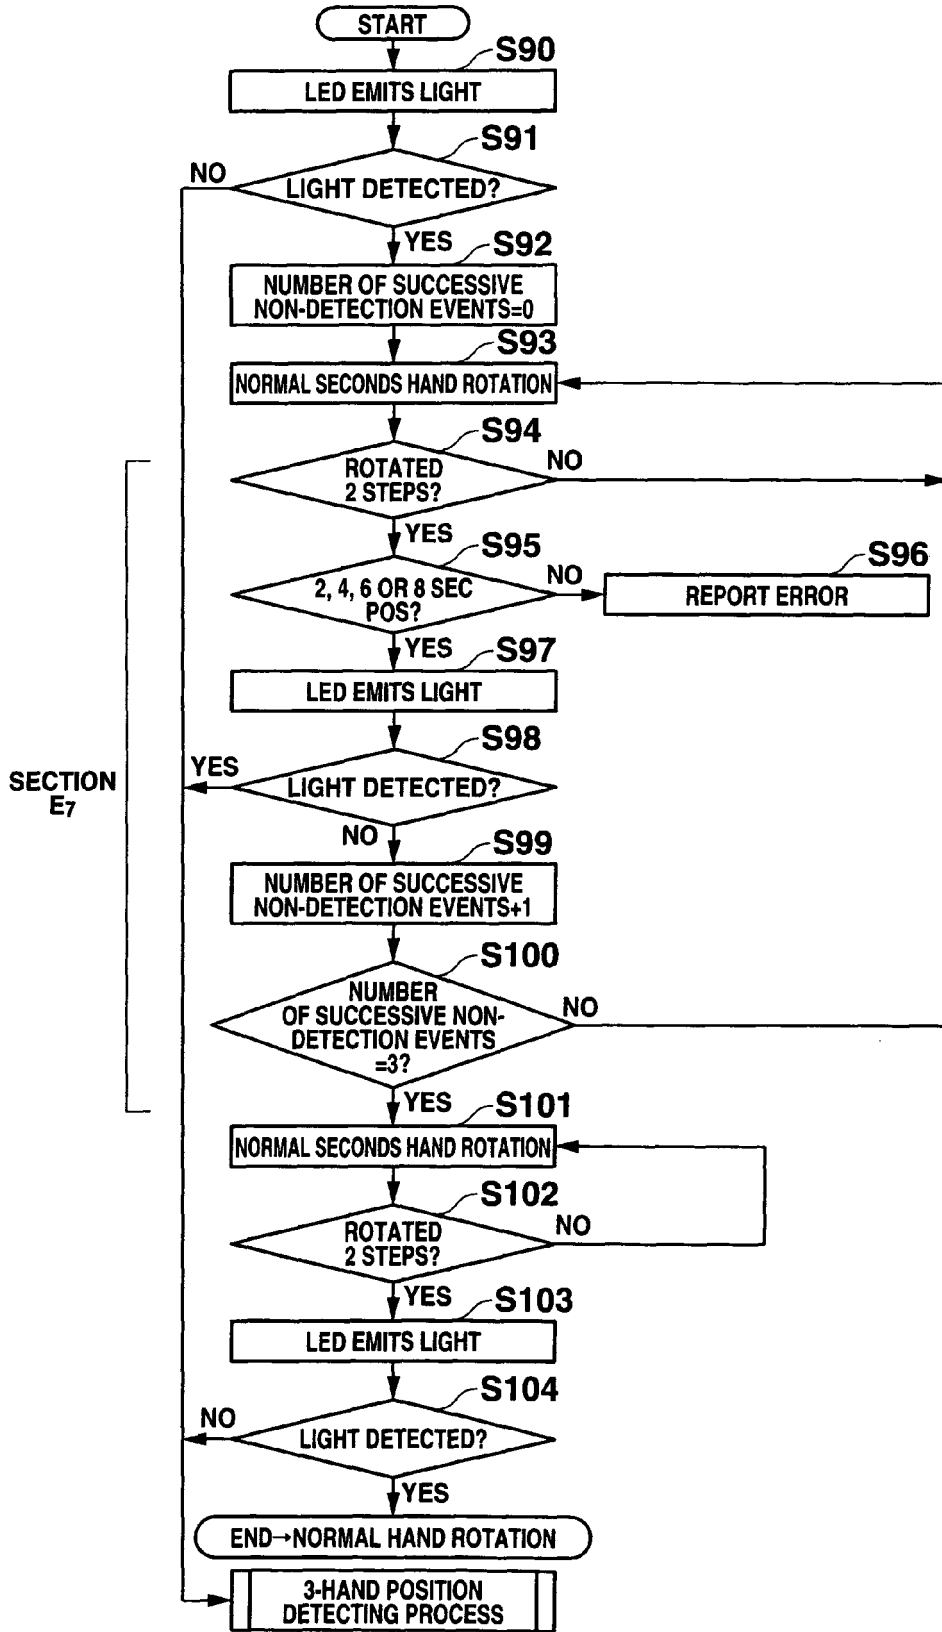 START
S90
LED EMITS LIGHT
S91
NO
LIGHT DETECTED?
YES
S92
NUMBER OF SUCCESSIVE
NON-DETECTION EVENTS=0
S93
NORMAL SECONDS HAND ROTATION
S94
ROTATED
2 STEPS?
NO
YES
S95
2, 4, 6 OR 8 SEC
POS?
NO
S96
REPORT ERROR
YES
S97
LED EMITS LIGHT
S98
YES
LIGHT DETECTED?
SECTION
E7
NO
S99
NUMBER OF SUCCESSIVE
NON-DETECTION EVENTS+1
S100
NUMBER
OF SUCCESSIVE NON-
DETECTION EVENTS
=3?
NO
YES
S101
NORMAL SECONDS HAND ROTATION
S102
ROTATED
2 STEPS?
NO
YES
S103
LED EMITS LIGHT
S104
NO
LIGHT DETECTED?
YES
END→NORMAL HAND ROTATION
3-HAND POSITION
DETECTING PROCESS